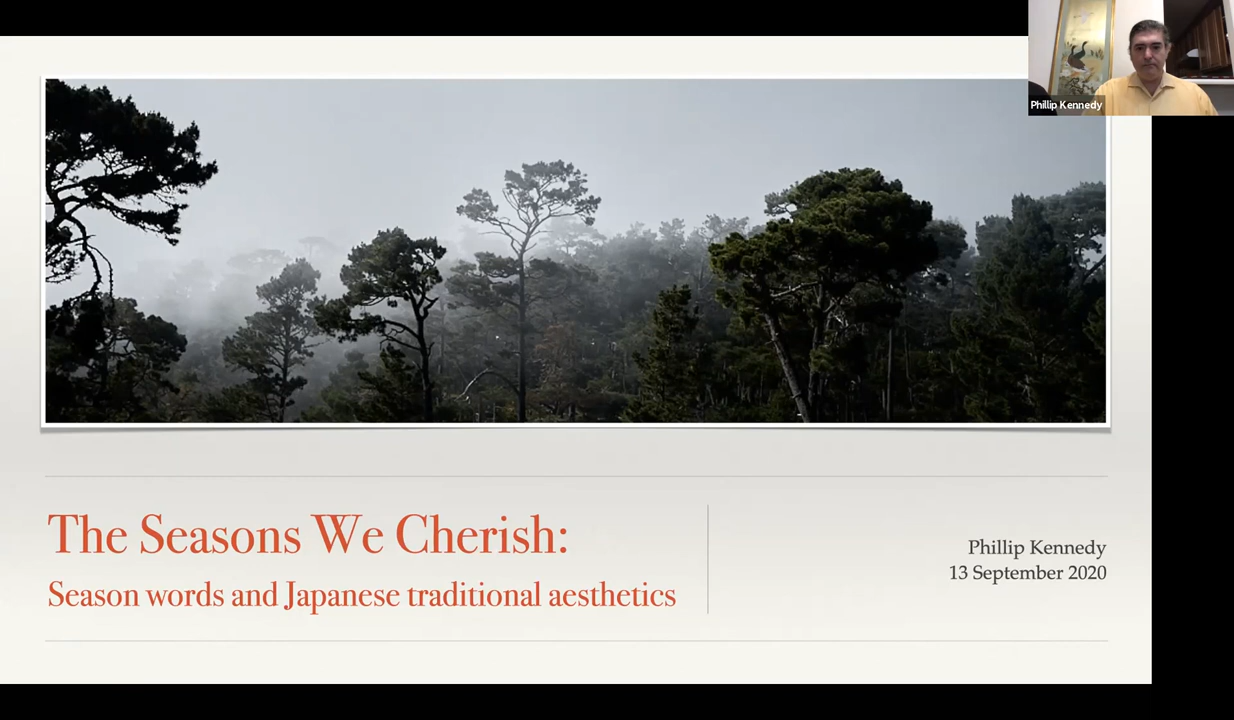 Phillip Kennedy
The Seasons We Cherish:
Season words and Japanese traditional aesthetics
Phillip Kennedy
13 September 2020